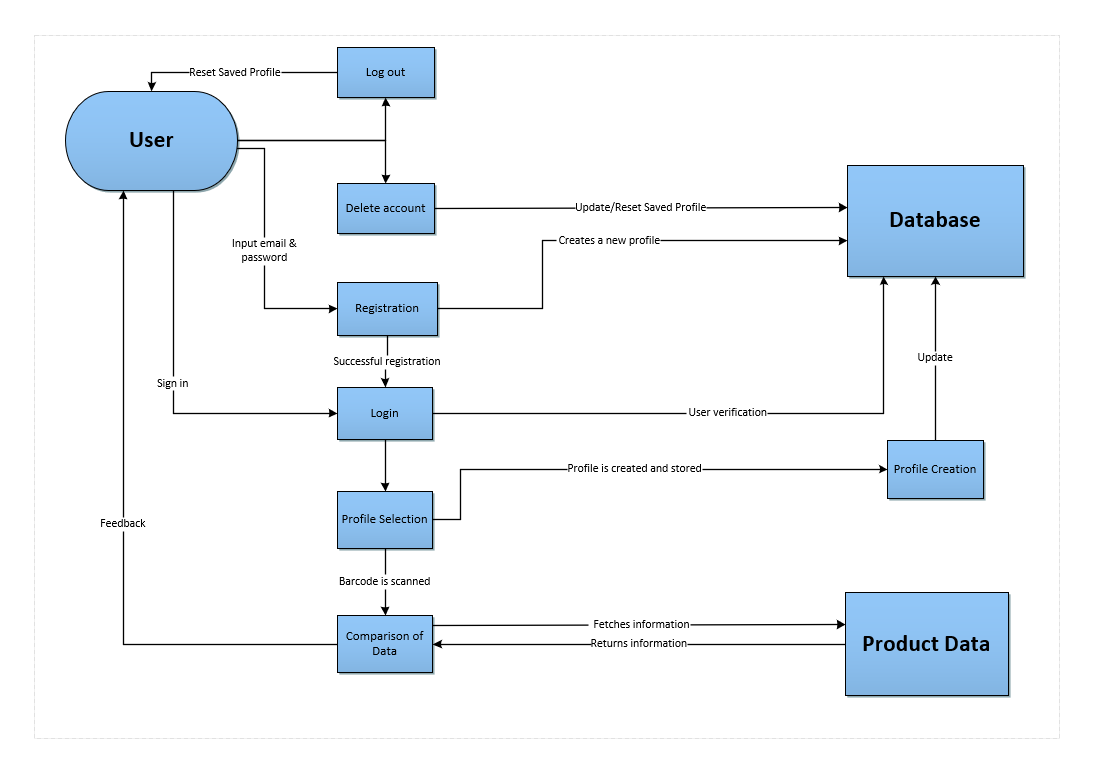 Reset Saved Profile
Log out
User
Delete account
Update/Reset Saved Profile
Database
Creates a new profile
Input email &
password
Registration
Successful registration
Update
Sign in
Login
User verification
Profile is created and stored
Profile Creation
Profile Selection
Feedback
Barcode is scanned
Comparison of
Data
Fetches information
Returns information
Product Data